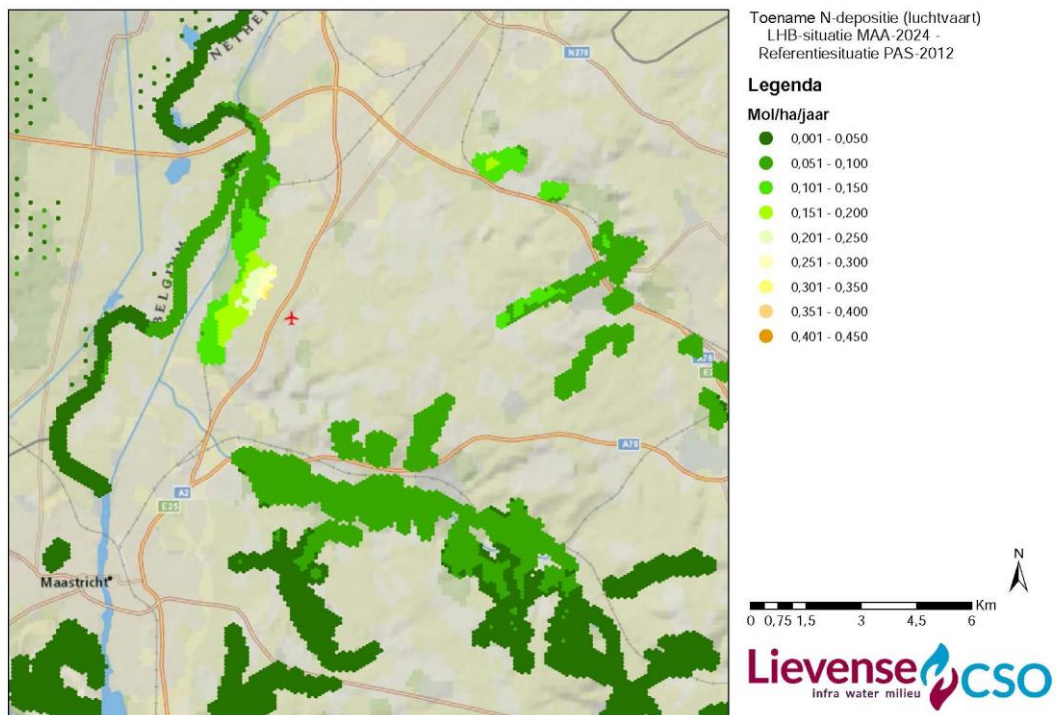 Toename N-depositie (luchtvaart)
LHB-situatie MAA-2024 -
Referentiesituatie PAS-2012
Legenda
Mol/ha/jaar
0,001 - 0,050
0,051 - 0,100
0,101 - 0,150
0,151 - 0,200
0,201 - 0,250
0,251 - 0,300
0,301 - 0,350
0,351 - 0,400
0,401 - 0,450
NETHE
N276
BELGIUM
A76
A76
A2
E25
Maastricht
N
Km
0 0,75 1,5 3 4,5 6
Lievense CSO
infra water milieu